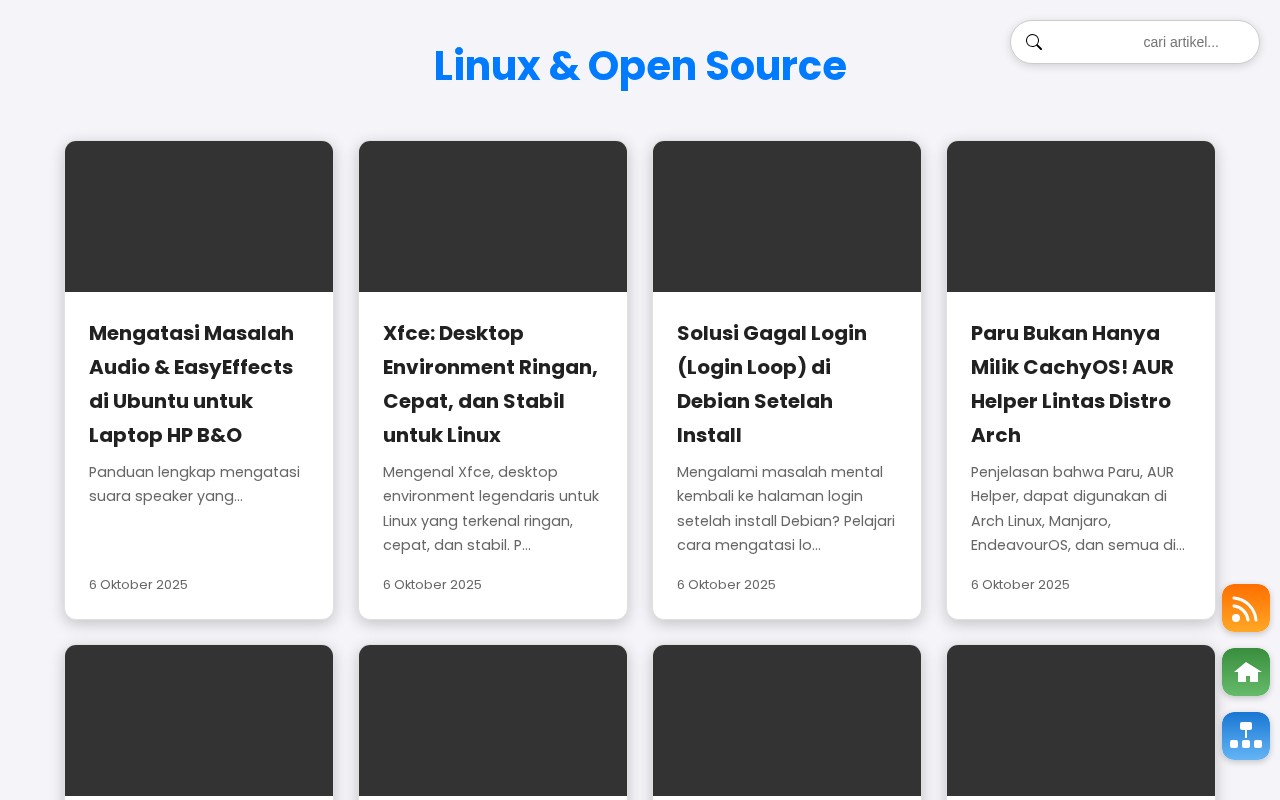 cari artikel...
Linux & Open Source
Mengatasi Masalah
Audio & EasyEffects
di Ubuntu untuk
Laptop HP B&O
Panduan lengkap mengatasi
suara speaker yang...
6 Oktober 2025
Xfce: Desktop
Environment Ringan,
Cepat, dan Stabil
untuk Linux
Mengenal Xfce, desktop
environment legendaris untuk
Linux yang terkenal ringan,
cepat, dan stabil. P...
6 Oktober 2025
Solusi Gagal Login
(Login Loop) di
Debian Setelah
Install
Mengalami masalah mental
kembali ke halaman login
setelah install Debian? Pelajari
cara mengatasi lo...
6 Oktober 2025
Paru Bukan Hanya
Milik CachyOS! AUR
Helper Lintas Distro
Arch
Penjelasan bahwa Paru, AUR
Helper, dapat digunakan di
Arch Linux, Manjaro,
EndeavourOS, dan semua di...
6 Oktober 2025